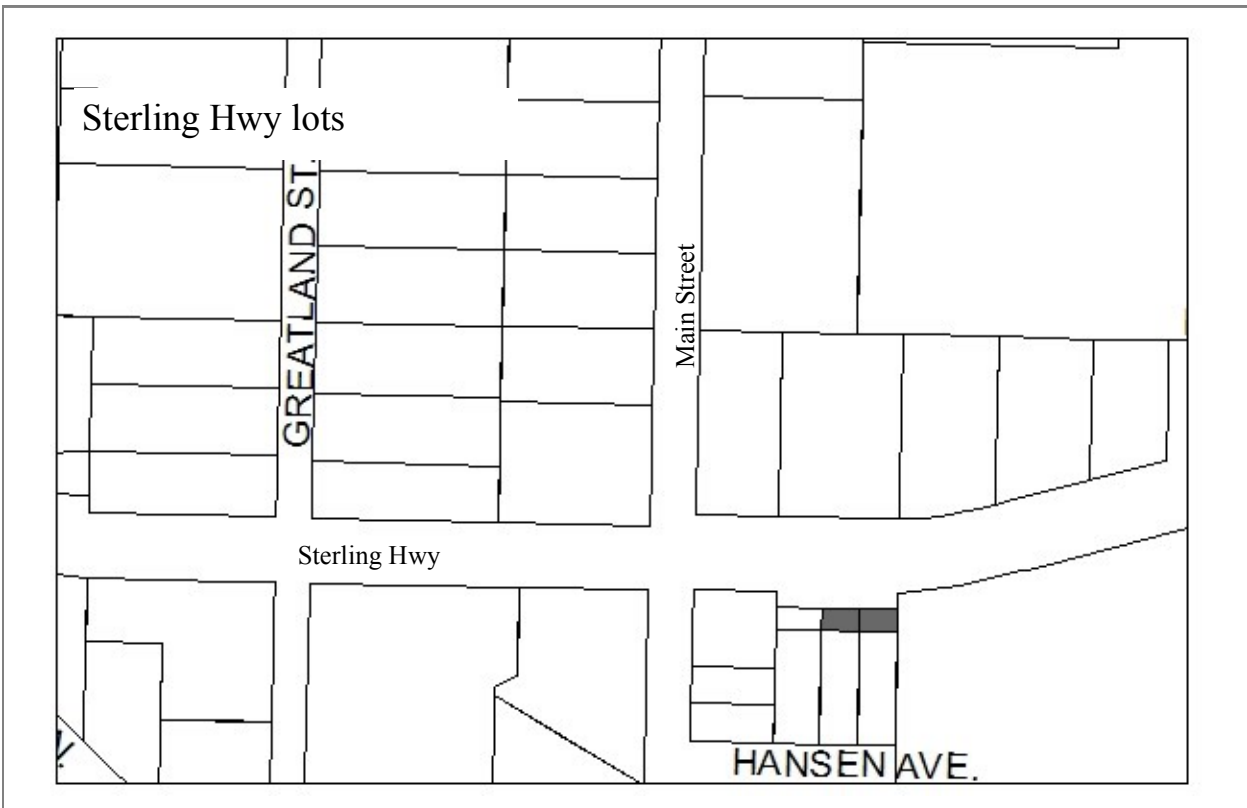 Sterling Hwy lots
GREATLAND ST.
Main Street
Sterling Hwy
HANSEN AVE.